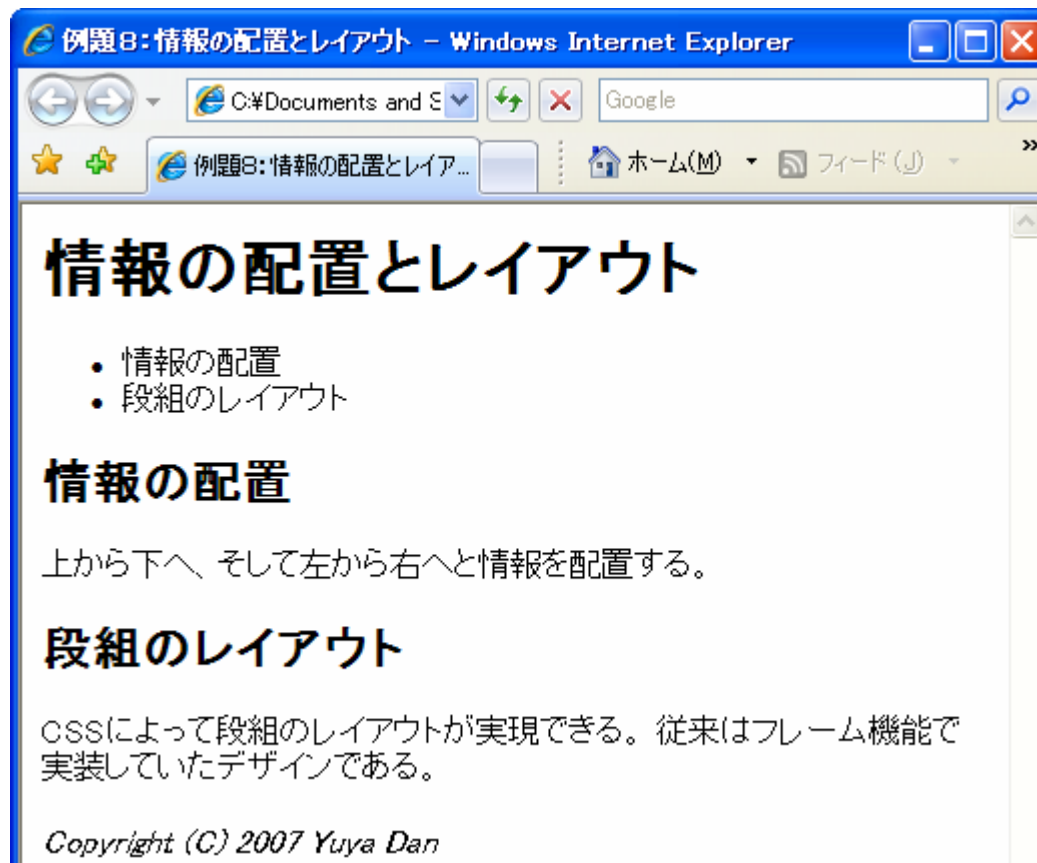 例題8:情報の配置とレイアウト - Windows Internet Explorer
C:¥Documents and S
Google
例題8:情報の配置とレイア...
ホーム(M)
フィード(J)
»
情報の配置とレイアウト
• 情報の配置
• 段組のレイアウト
情報の配置
上から下へ、そして左から右へと情報を配置する。
段組のレイアウト
CSSによって段組のレイアウトが実現できる。従来はフレーム機能で
実装していたデザインである。
Copyright (C) 2007 Yuya Dan